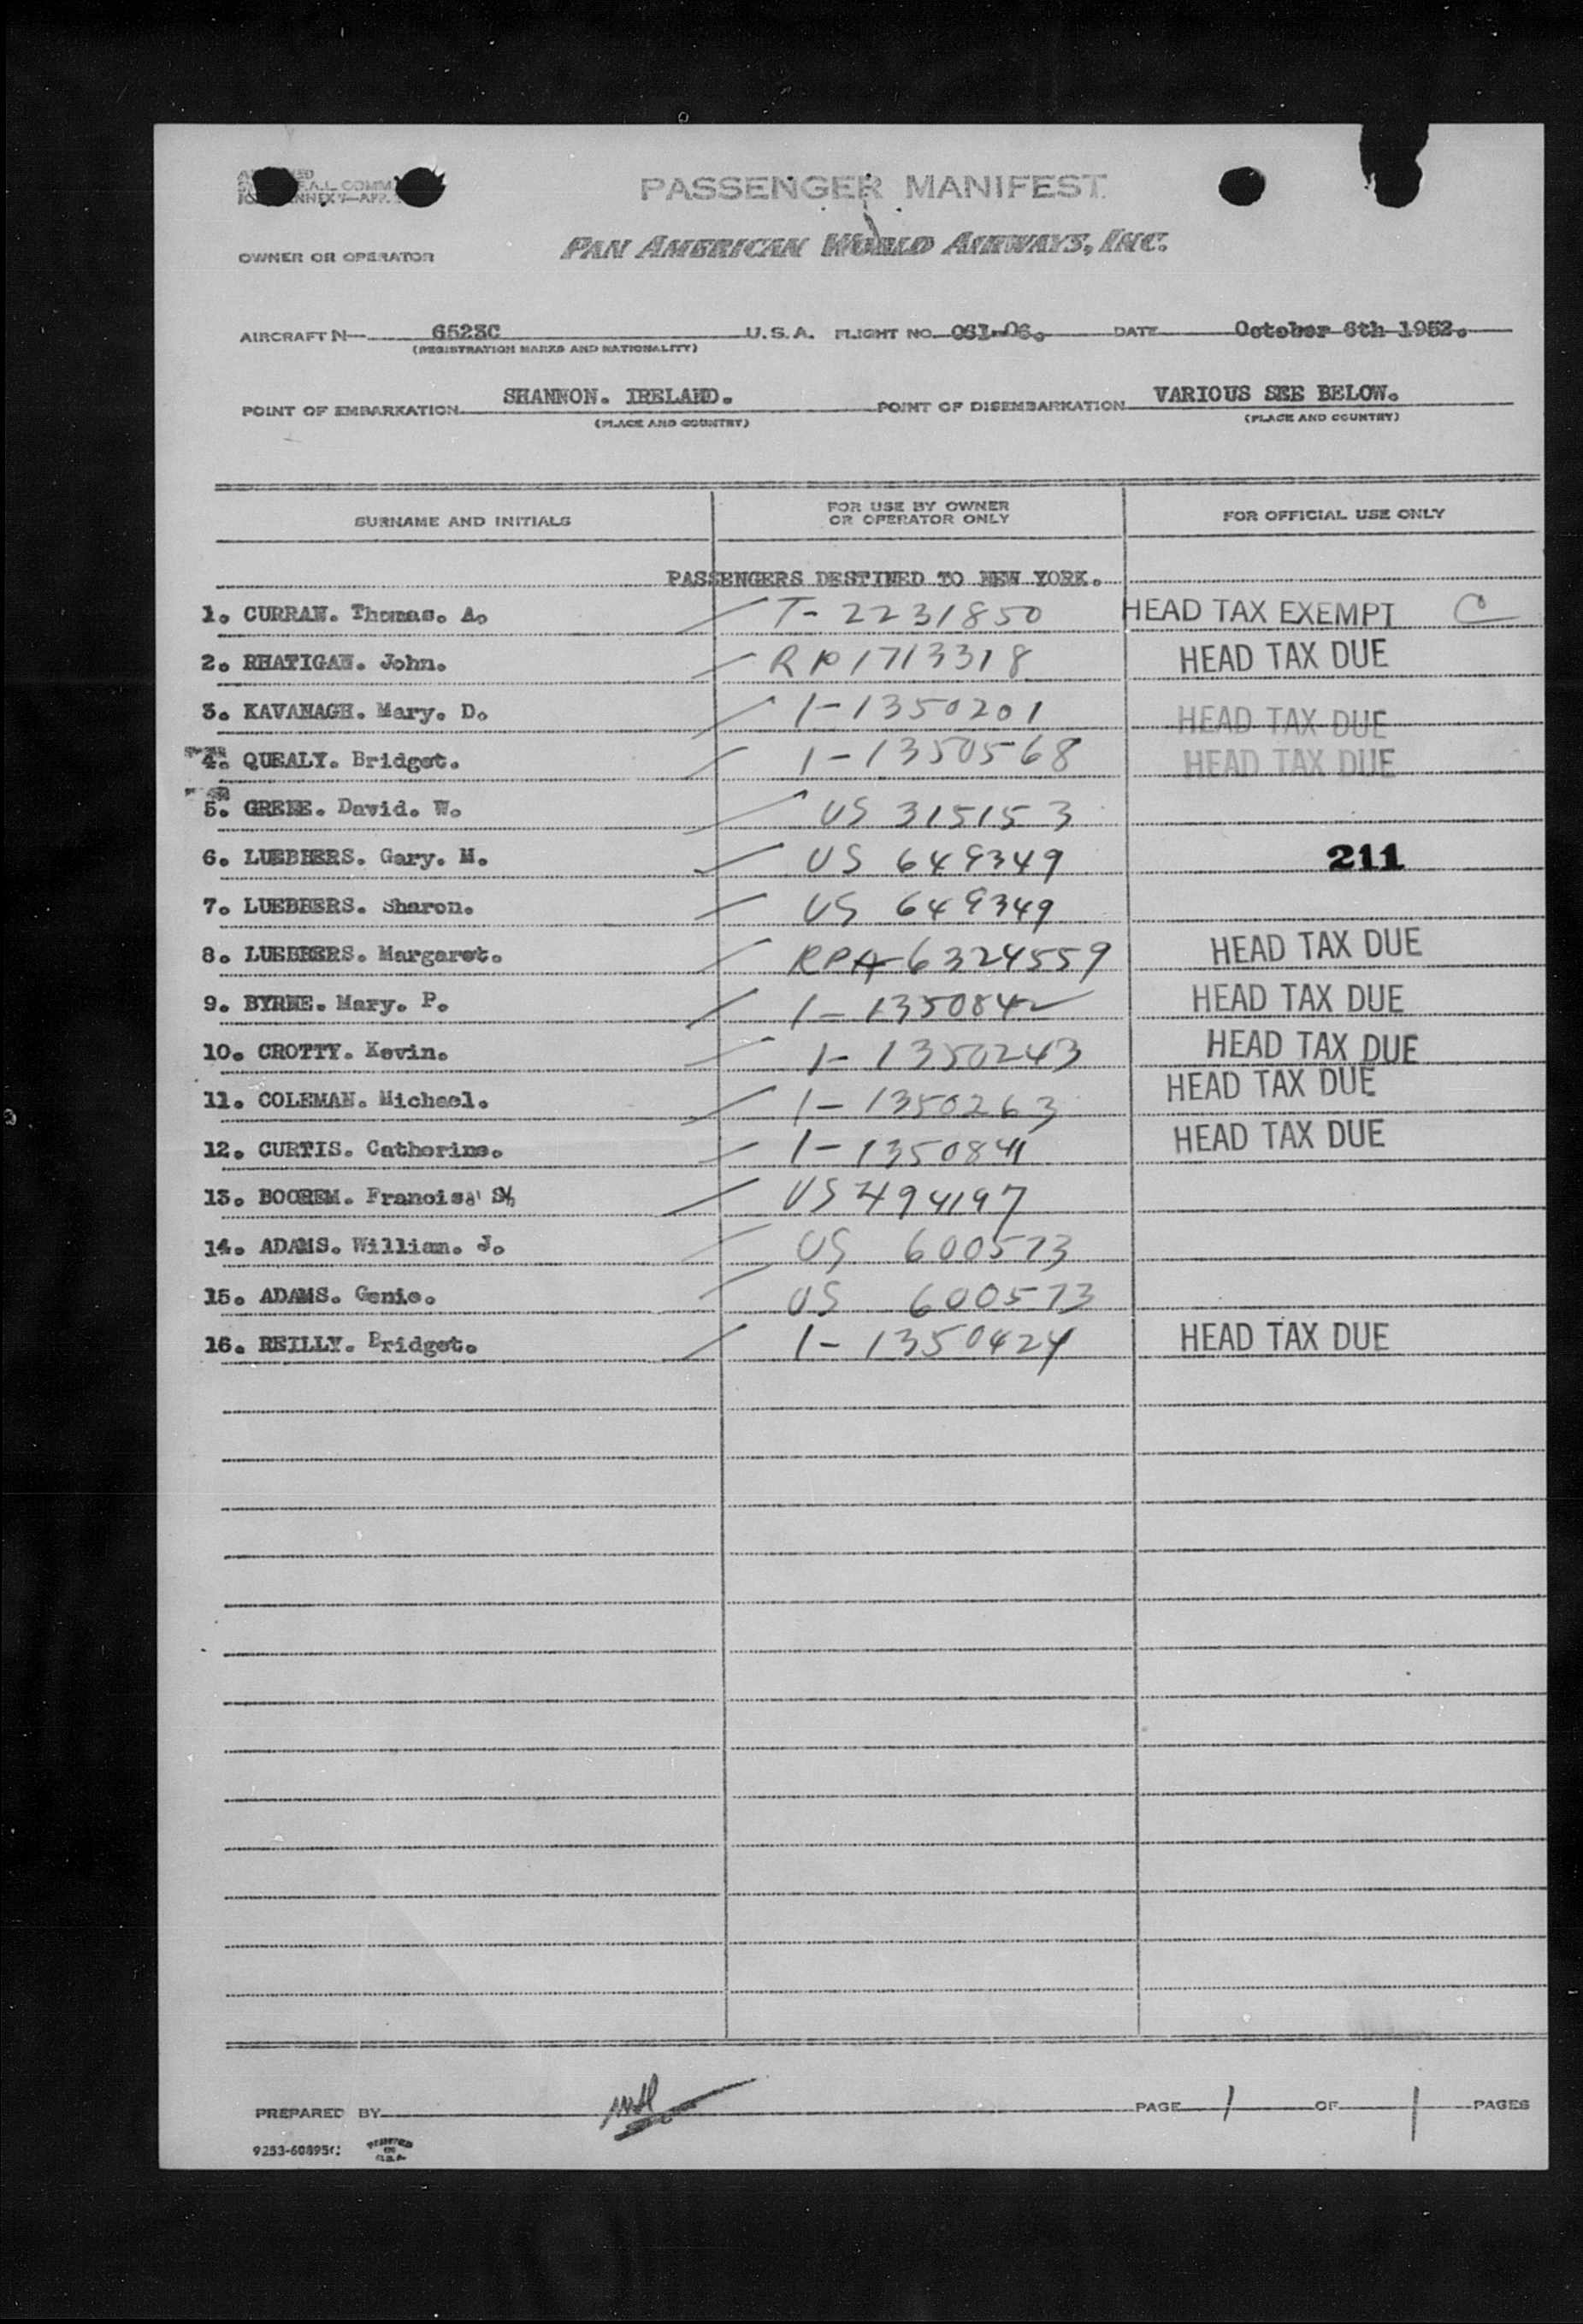 PASSENGER MANIFEST
F.A.L. COMM.
OWNER OR OPERATOR PAN AMERICAN WORLD AIRWAYS, INC.
AIRCRAFT N 6523C U.S.A. FLIGHT NO. 061-06. DATE October 6th 1952.
(REGISTRATION MARKS AND NATIONALITY)
POINT OF EMBARKATION SHANNON. IRELAND. POINT OF DISEMBARKATION VARIOUS SEE BELOW.
(PLACE AND COUNTRY) (PLACE AND COUNTRY)
SURNAME AND INITIALS FOR USE BY OWNER OR OPERATOR ONLY FOR OFFICIAL USE ONLY
PASSENGERS DESTINED TO NEW YORK.
1. CURRAN. Thomas. A. T-2231850 HEAD TAX EXEMPT C
2. RHATIGAN. John. RP1713318 HEAD TAX DUE
3. KAVANAGH. Mary. D. 1-1350201 HEAD TAX DUE
4. QUEALY. Bridget. 1-1350568 HEAD TAX DUE
5. GREHE. David. W. US 315153
6. LUEBBERS. Gary. M. US 649349 211
7. LUEBBERS. Sharon. US 649349
8. LUEBBERS. Margaret. RPA 6324559 HEAD TAX DUE
9. BYRNE. Mary. P. 1-1350842 HEAD TAX DUE
10. CROTTY. Kevin. 1-1350243 HEAD TAX DUE
11. COLEMAN. Michael. 1-1350263 HEAD TAX DUE
12. CURTIS. Catherine. 1-1350841 HEAD TAX DUE
13. BOOREM. Francis. US 494197
14. ADAMS. William. J. US 600573
15. ADAMS. Genie. US 600573
16. REILLY. Bridget. 1-1350424 HEAD TAX DUE
PREPARED BY PAGE 1 OF 1 PAGES
9253-60895 PRINTED IN U.S.A.